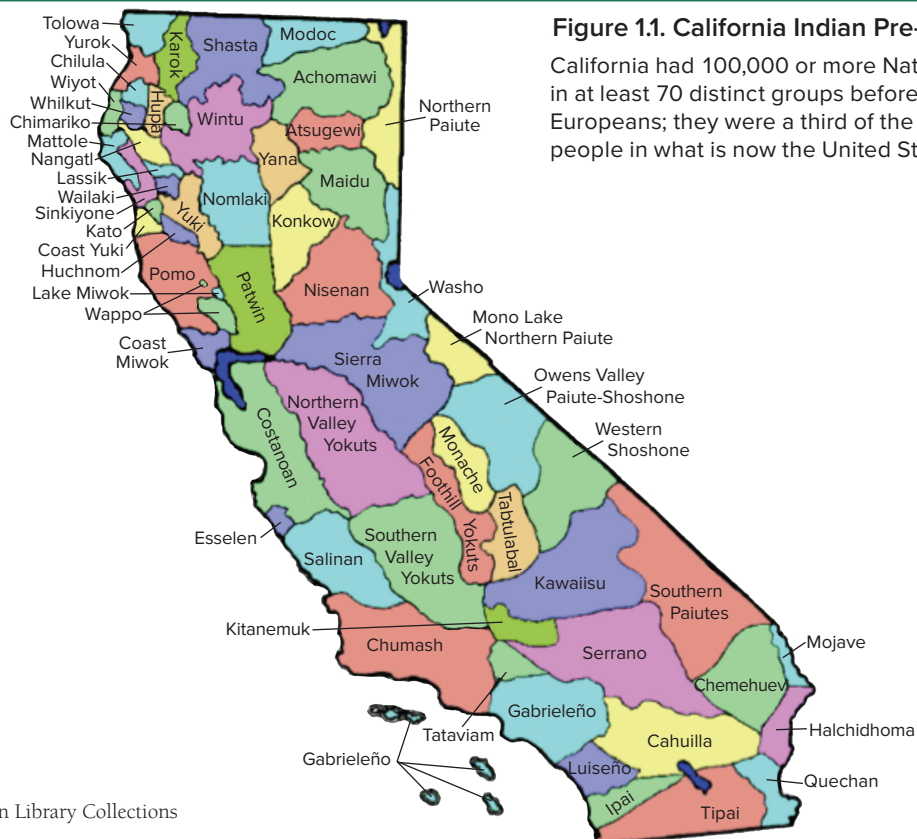 Figure 1.1. California Indian Pre-
California had 100,000 or more Nat
in at least 70 distinct groups before
Europeans; they were a third of the
people in what is now the United St
Tolowa
Yurok
Chilula
Wiyot
Whilkut
Chimariko
Mattole
Nangatl
Lassik
Wailaki
Sinkiyone
Kato
Coast Yuki
Huchnom
Lake Miwok
Wappo
Coast
Miwok
Karok
Shasta
Modoc
Achomawi
Hupa
Wintu
Atsugewi
Northern
Paiute
Yana
Maidu
Nomlaki
Yuki
Konkow
Pomo
Patwin
Nisenan
Washo
Mono Lake
Northern Paiute
Sierra
Miwok
Owens Valley
Paiute-Shoshone
Northern
Valley
Yokuts
Costanoan
Monache
Western
Shoshone
Foothill
Yokuts
Tabtulabal
Esselen
Salinan
Southern
Valley
Yokuts
Kawaiisu
Southern
Paiutes
Kitanemuk
Chumash
Serrano
Mojave
Chemehuevi
Tataviam
Gabrieleño
Halchidhoma
Cahuilla
Gabrieleño
Luiseño
Quechan
Ipai
Tipai
n Library Collections